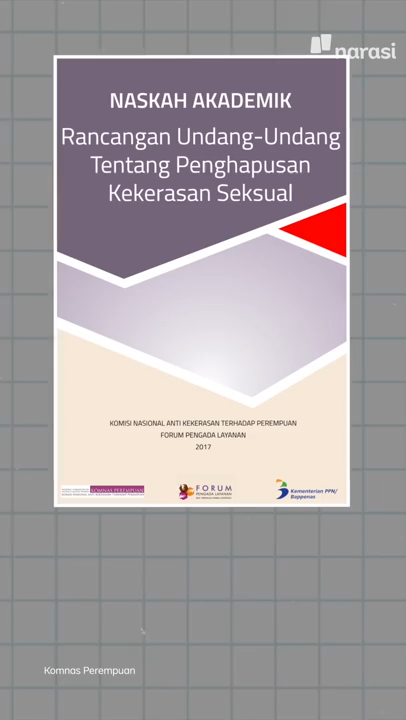 narasi
NASKAH AKADEMIK
Rancangan Undang-Undang
Tentang Penghapusan
Kekerasan Seksual
KOMISI NASIONAL ANTI KEKERASAN TERHADAP PEREMPUAN
FORUM PENGADA LAYANAN
2017
KOMNAS PEREMPUAN
FORUM
PENGADA LAYANAN
Kementerian PPN/
Bappenas
Komnas Perempuan